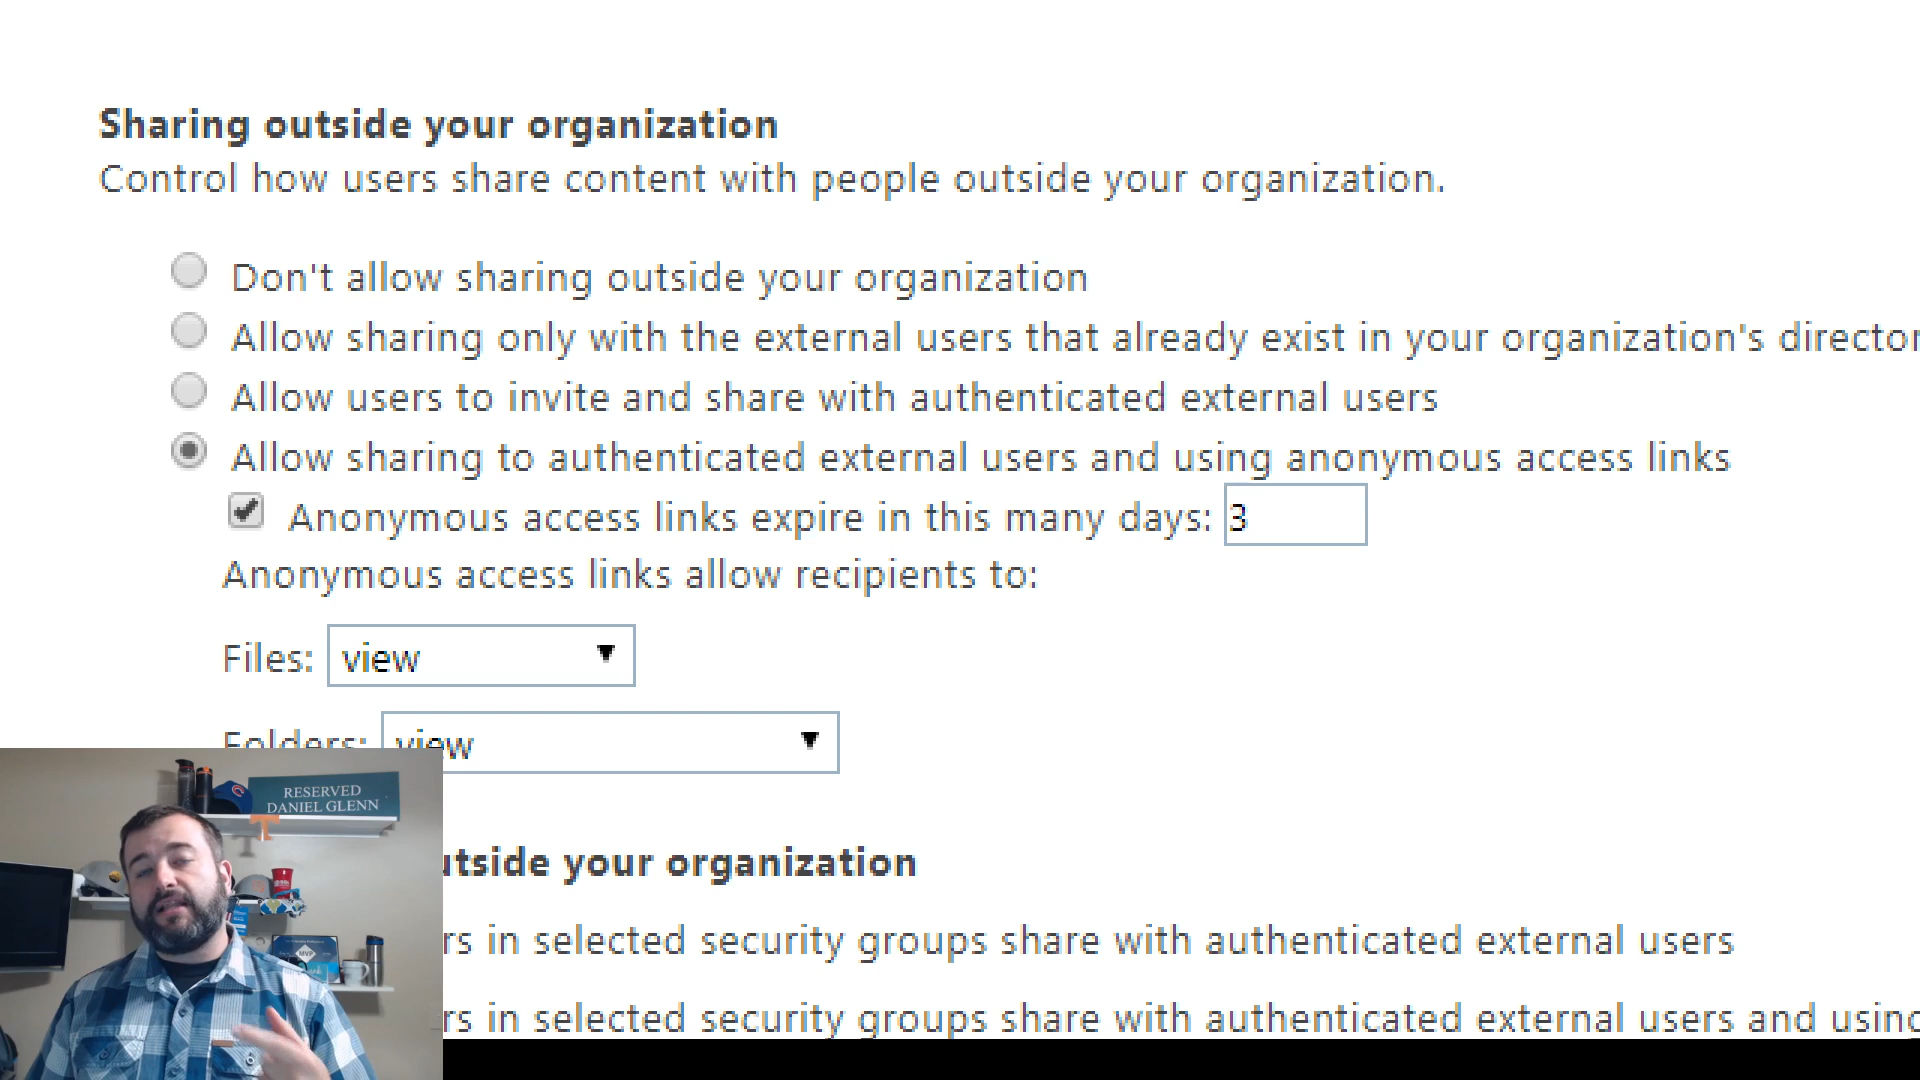 Sharing outside your organization
Control how users share content with people outside your organization.
Don't allow sharing outside your organization
Allow sharing only with the external users that already exist in your organization's director
Allow users to invite and share with authenticated external users
Allow sharing to authenticated external users and using anonymous access links
Anonymous access links expire in this many days: 3
Anonymous access links allow recipients to:
Files: view
Folders: view
RESERVED
DANIEL GLENN
utside your organization
rs in selected security groups share with authenticated external users
rs in selected security groups share with authenticated external users and using
MVP